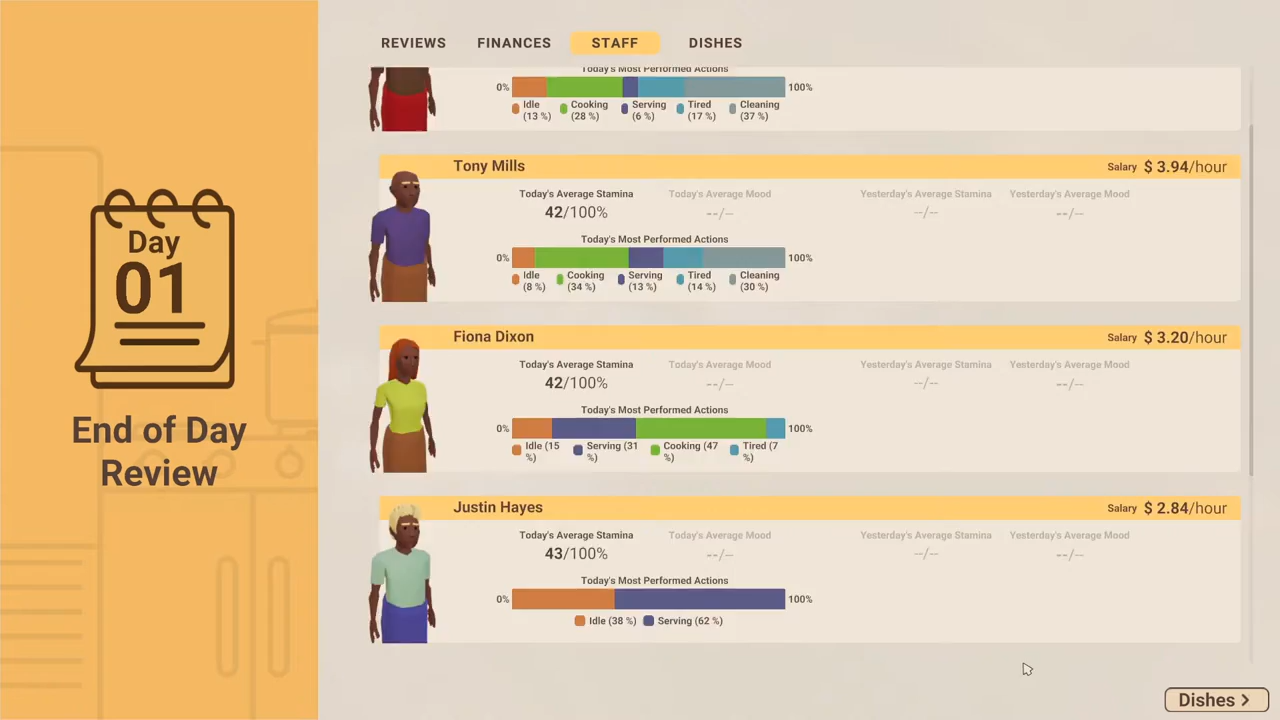 REVIEWS FINANCES STAFF DISHES
Today's Most Performed Actions
0% 100%
Idle (13 %) Cooking (28 %) Serving (6 %) Tired (17 %) Cleaning (37 %)
Tony Mills Salary $ 3.94/hour
Today's Average Stamina Today's Average Mood Yesterday's Average Stamina Yesterday's Average Mood
42/100% --/-- --/-- --/--
Today's Most Performed Actions
0% 100%
Idle (8 %) Cooking (34 %) Serving (13 %) Tired (14 %) Cleaning (30 %)
Fiona Dixon Salary $ 3.20/hour
Today's Average Stamina Today's Average Mood Yesterday's Average Stamina Yesterday's Average Mood
42/100% --/-- --/-- --/--
Today's Most Performed Actions
0% 100%
Idle (15 %) Serving (31 %) Cooking (47 %) Tired (7 %)
Justin Hayes Salary $ 2.84/hour
Today's Average Stamina Today's Average Mood Yesterday's Average Stamina Yesterday's Average Mood
43/100% --/-- --/-- --/--
Today's Most Performed Actions
0% 100%
Idle (38 %) Serving (62 %)
Day
01
End of Day
Review
Dishes >